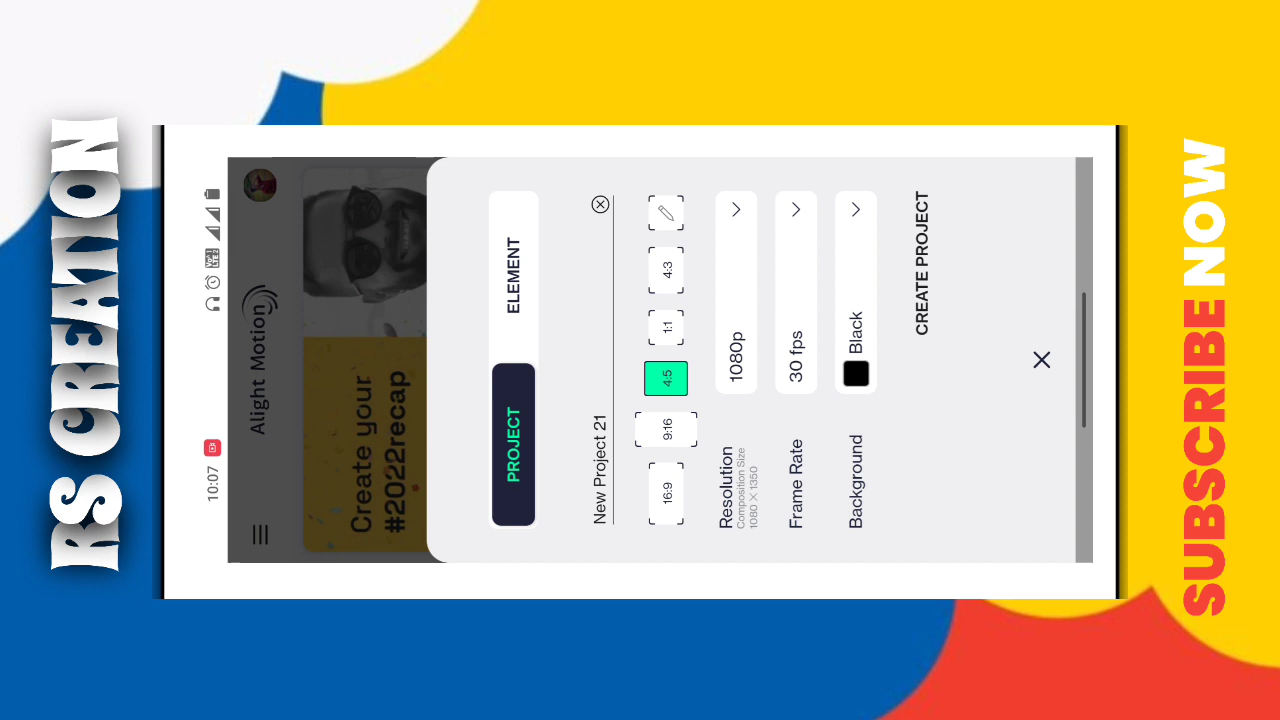 RS CREATION
10:07
Alight Motion
Create your
#2022recap
PROJECT ELEMENT
New Project 21
16:9 9:16 4:5 1:1 4:3
Resolution 1080p
Composition Size
1080 X 1350
Frame Rate 30 fps
Background Black
CREATE PROJECT
SUBSCRIBE NOW